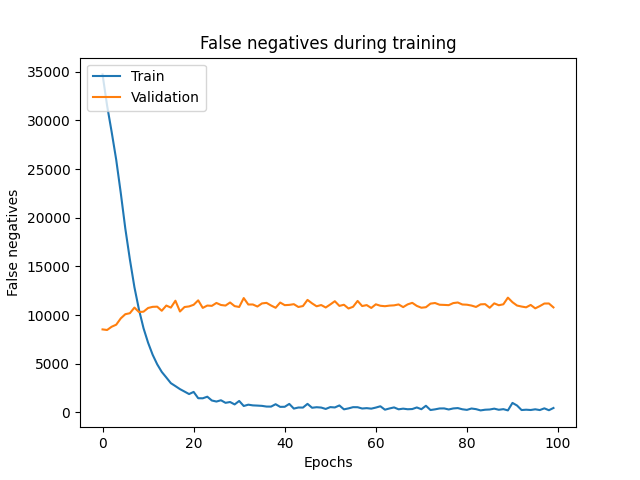 False negatives during training
Train
Validation
False negatives
35000
30000
25000
20000
15000
10000
5000
0
0 20 40 60 80 100
Epochs